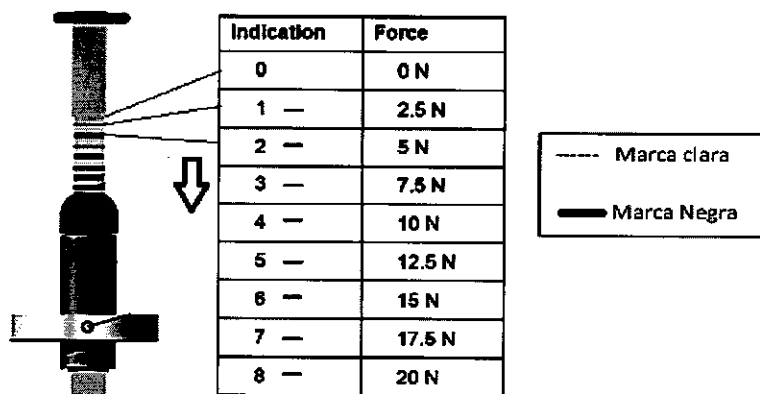 Indication Force
0 0 N
1 — 2.5 N
2 — 5 N
3 — 7.5 N
4 — 10 N
5 — 12.5 N
6 — 15 N
7 — 17.5 N
8 — 20 N
Marca clara
Marca Negra